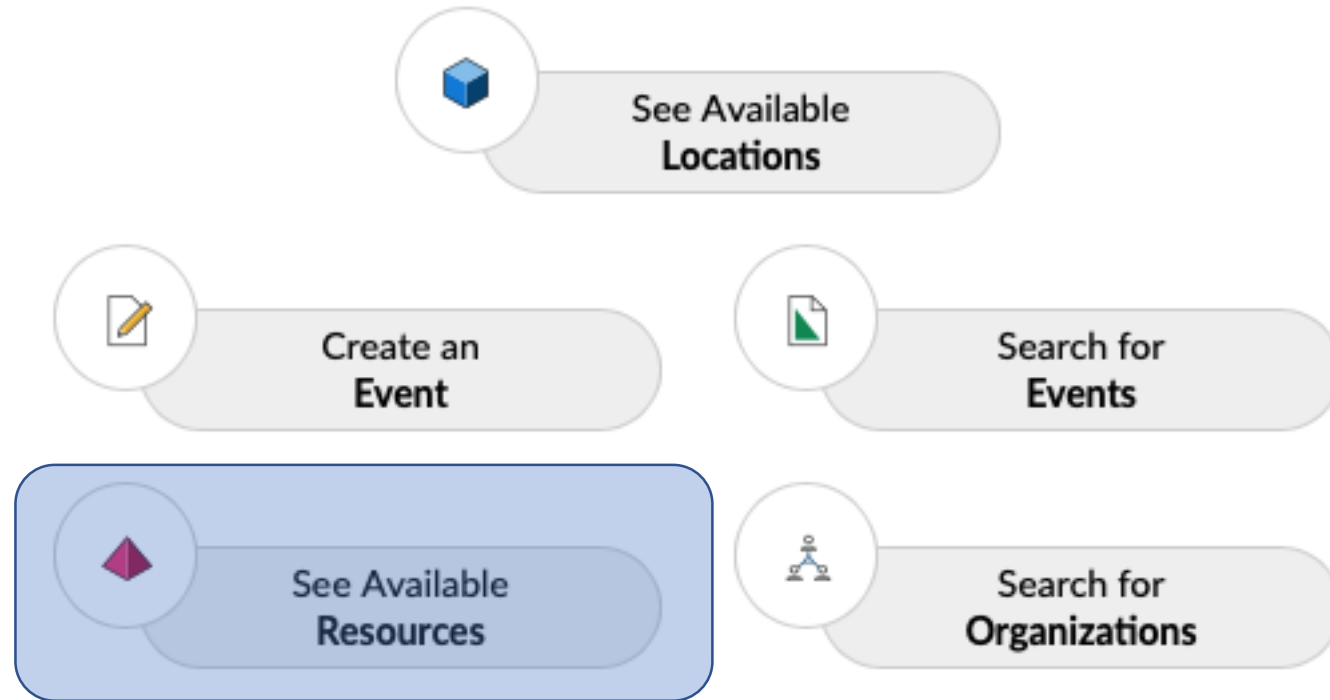 See Available
Locations
Create an
Event
Search for
Events
See Available
Resources
Search for
Organizations